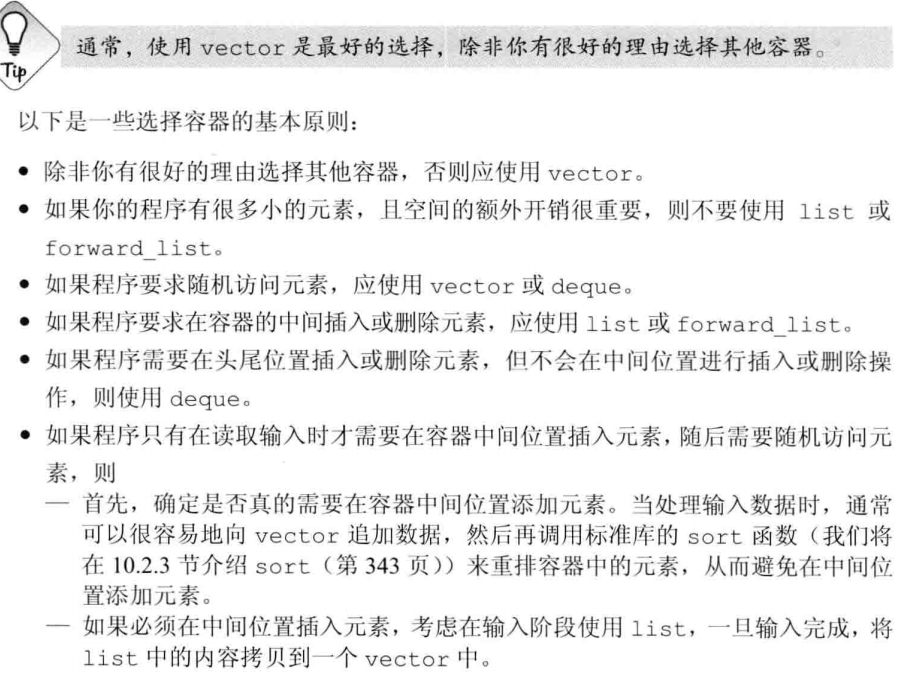 Tip
通常，使用 vector 是最好的选择，除非你有很好的理由选择其他容器。
以下是一些选择容器的基本原则：
● 除非你有很好的理由选择其他容器，否则应使用 vector。
● 如果你的程序有很多小的元素，且空间的额外开销很重要，则不要使用 list 或
forward_list。
● 如果程序要求随机访问元素，应使用 vector 或 deque。
● 如果程序要求在容器的中间插入或删除元素，应使用 list 或 forward_list。
● 如果程序需要在头尾位置插入或删除元素，但不会在中间位置进行插入或删除操
作，则使用 deque。
● 如果程序只有在读取输入时才需要在容器中间位置插入元素，随后需要随机访问元
素，则
— 首先，确定是否真的需要在容器中间位置添加元素。当处理输入数据时，通常
可以很容易地向 vector 追加数据，然后再调用标准库的 sort 函数（我们将
在 10.2.3 节介绍 sort（第 343 页））来重排容器中的元素，从而避免在中间位
置添加元素。
— 如果必须在中间位置插入元素，考虑在输入阶段使用 list，一旦输入完成，将
list 中的内容拷贝到一个 vector 中。